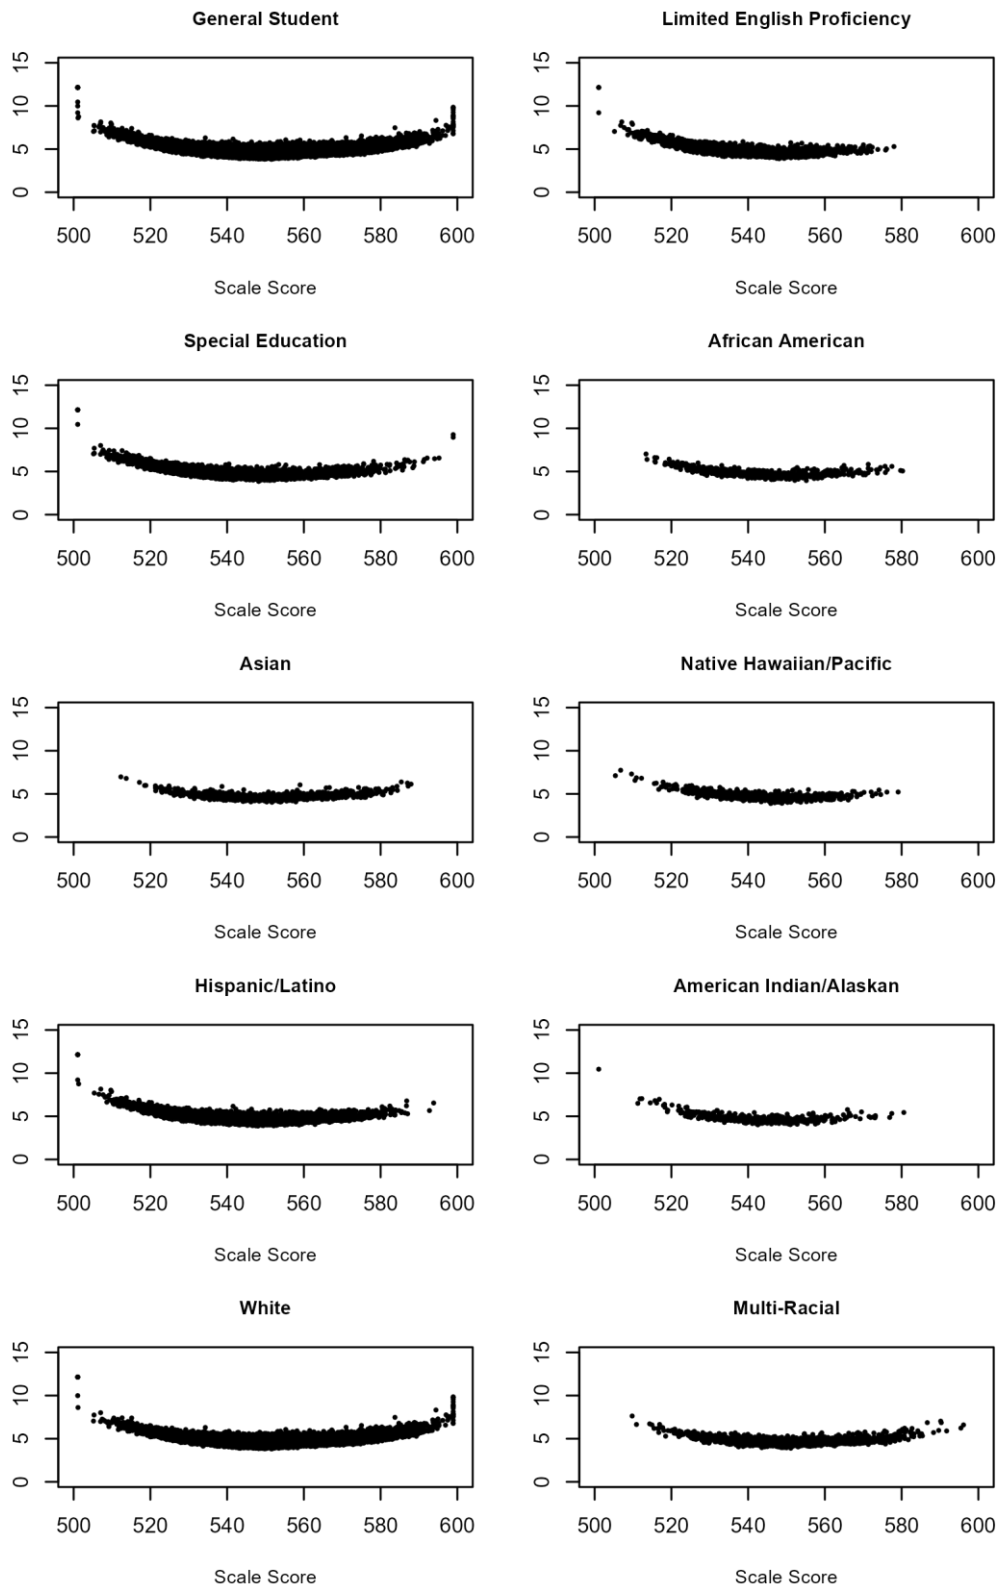 General Student
15
10
5
0
500 520 540 560 580 600
Scale Score
Limited English Proficiency
15
10
5
0
500 520 540 560 580 600
Scale Score
Special Education
15
10
5
0
500 520 540 560 580 600
Scale Score
African American
15
10
5
0
500 520 540 560 580 600
Scale Score
Asian
15
10
5
0
500 520 540 560 580 600
Scale Score
Native Hawaiian/Pacific
15
10
5
0
500 520 540 560 580 600
Scale Score
Hispanic/Latino
15
10
5
0
500 520 540 560 580 600
Scale Score
American Indian/Alaskan
15
10
5
0
500 520 540 560 580 600
Scale Score
White
15
10
5
0
500 520 540 560 580 600
Scale Score
Multi-Racial
15
10
5
0
500 520 540 560 580 600
Scale Score